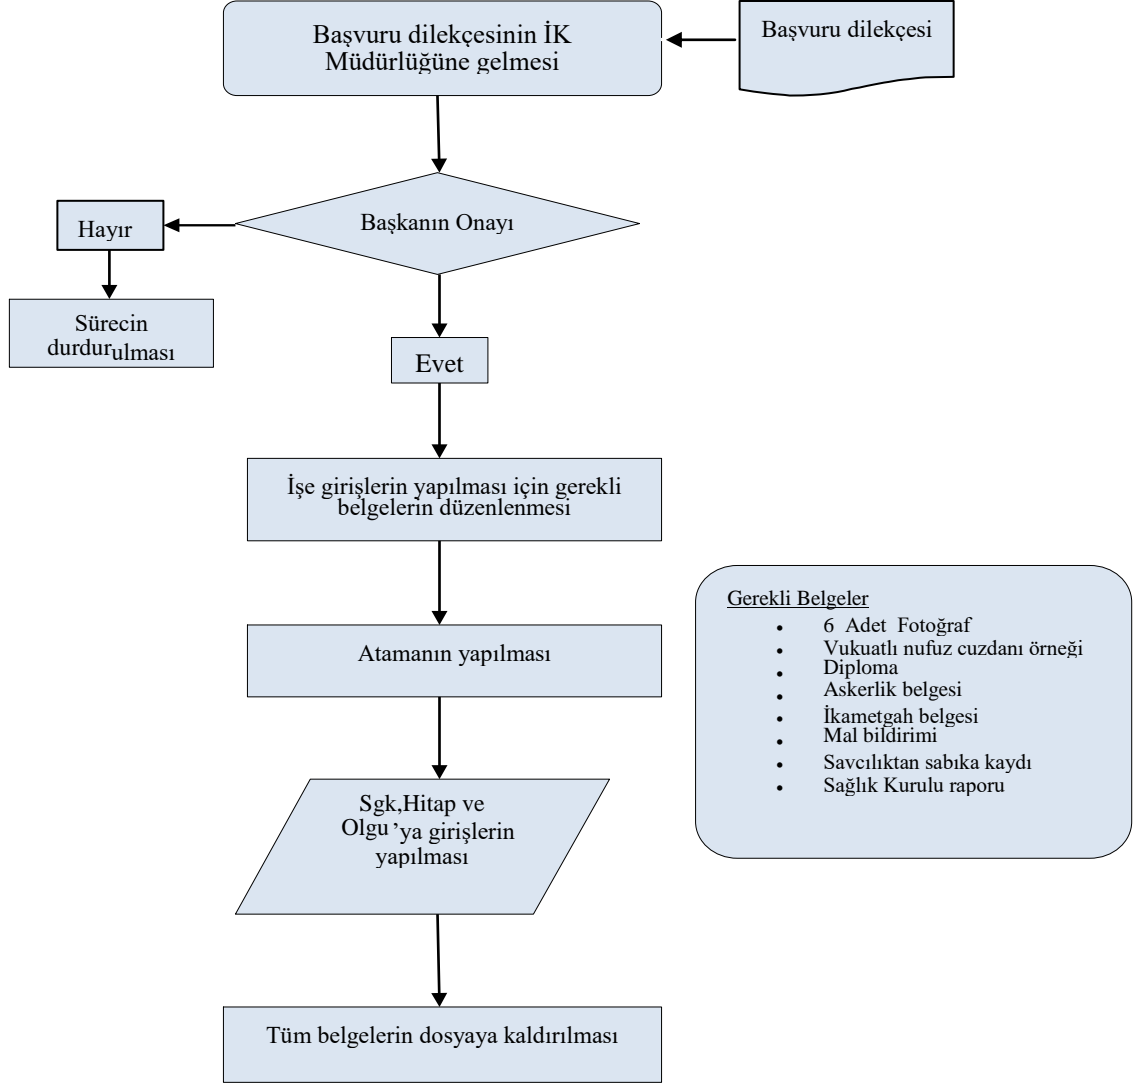 Başvuru dilekçesinin İK
Müdürlüğüne gelmesi
Başvuru dilekçesi
Başkanın Onayı
Hayır
Sürecin
durdurulması
Evet
İşe girişlerin yapılması için gerekli
belgelerin düzenlenmesi
Atamanın yapılması
Gerekli Belgeler
• 6 Adet Fotoğraf
• Vukuatlı nufuz cuzdanı örneği
• Diploma
• Askerlik belgesi
• İkametgah belgesi
• Mal bildirimi
• Savcılıktan sabıka kaydı
• Sağlık Kurulu raporu
Sgk,Hitap ve
Olgu’ya girişlerin
yapılması
Tüm belgelerin dosyaya kaldırılması